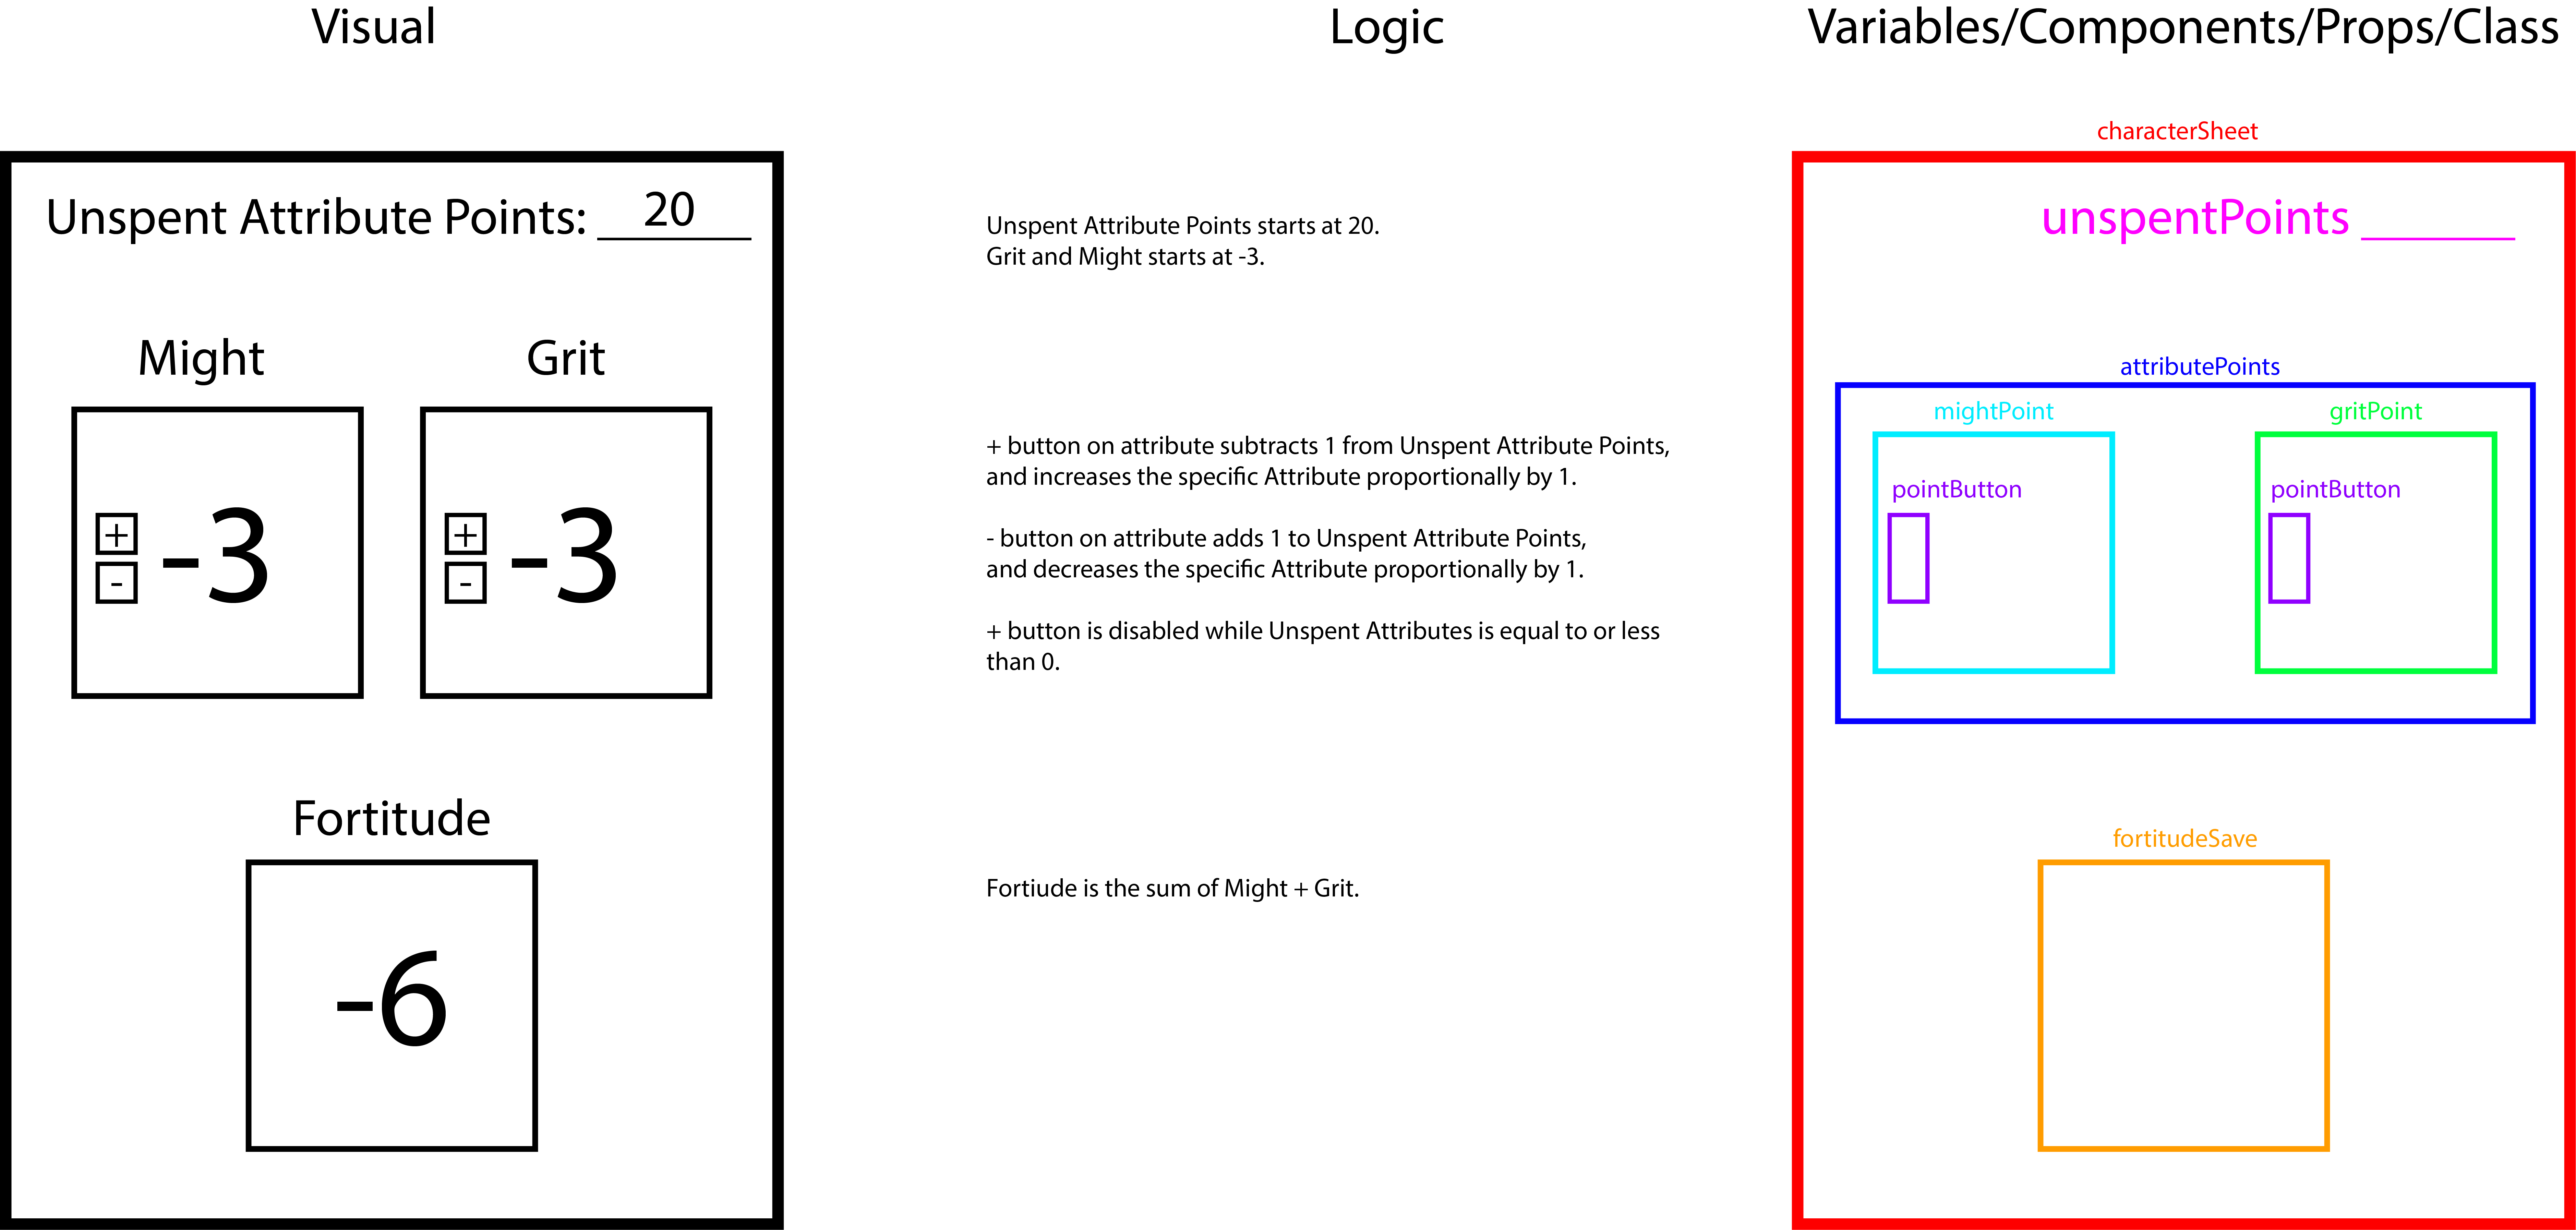 Visual
Logic
Variables/Components/Props/Class
Unspent Attribute Points: 20
Might
Grit
+
-
-3
+
-
-3
Fortitude
-6
Unspent Attribute Points starts at 20.
Grit and Might starts at -3.
+ button on attribute subtracts 1 from Unspent Attribute Points,
and increases the specific Attribute proportionally by 1.
- button on attribute adds 1 to Unspent Attribute Points,
and decreases the specific Attribute proportionally by 1.
+ button is disabled while Unspent Attributes is equal to or less
than 0.
Fortiude is the sum of Might + Grit.
characterSheet
unspentPoints
attributePoints
mightPoint
gritPoint
pointButton
pointButton
fortitudeSave